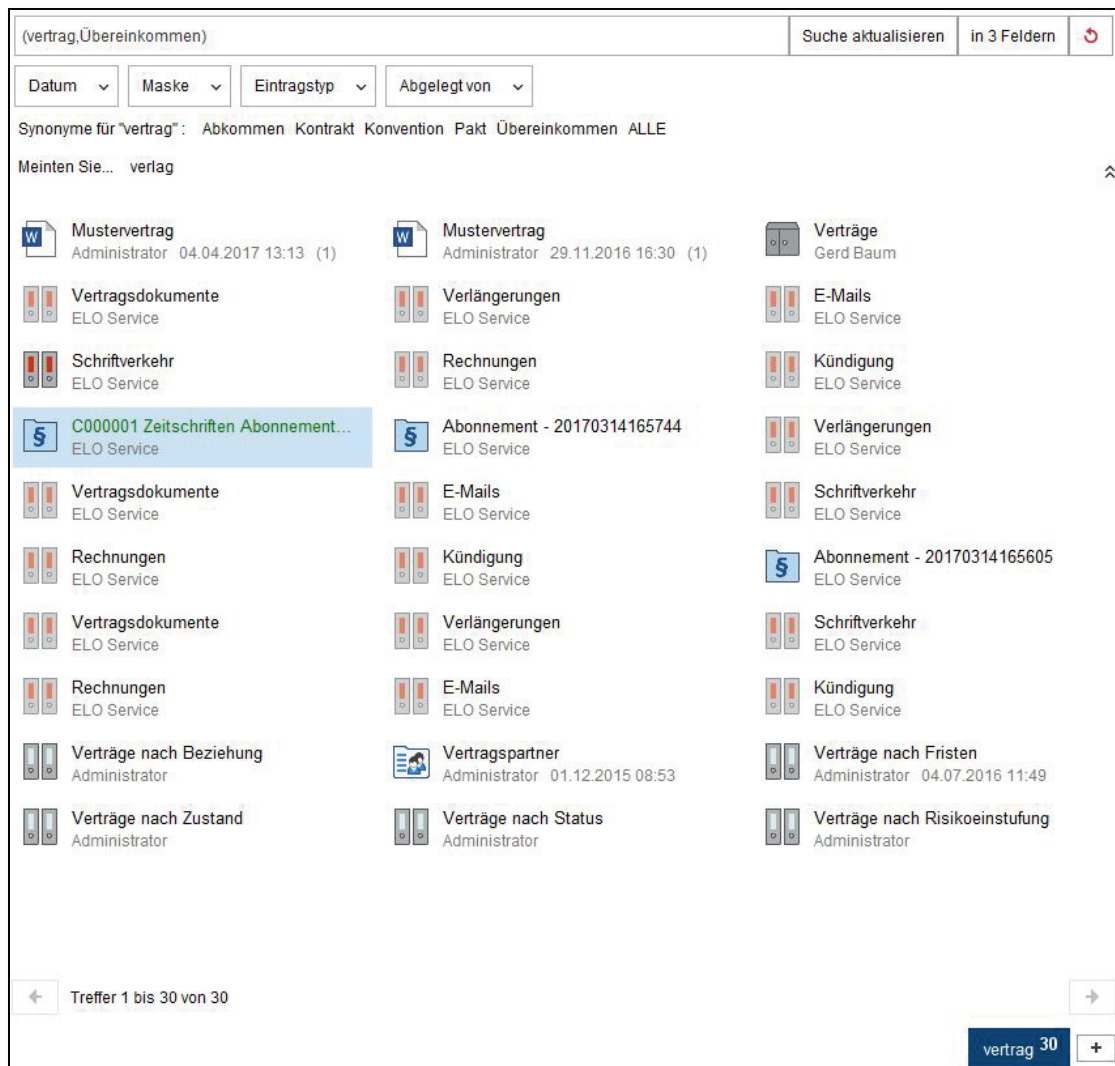 (vertrag,Übereinkommen) Suche aktualisieren in 3 Feldern
Datum Maske Eintragstyp Abgelegt von
Synonyme für "vertrag" : Abkommen Kontrakt Konvention Pakt Übereinkommen ALLE
Meinten Sie... verlag
Mustervertrag
Administrator 04.04.2017 13:13 (1)
Mustervertrag
Administrator 29.11.2016 16:30 (1)
Verträge
Gerd Baum
Vertragsdokumente
ELO Service
Verlängerungen
ELO Service
E-Mails
ELO Service
Schriftverkehr
ELO Service
Rechnungen
ELO Service
Kündigung
ELO Service
C000001 Zeitschriften Abonnement...
ELO Service
Abonnement - 20170314165744
ELO Service
Verlängerungen
ELO Service
Vertragsdokumente
ELO Service
E-Mails
ELO Service
Schriftverkehr
ELO Service
Rechnungen
ELO Service
Kündigung
ELO Service
Abonnement - 20170314165605
ELO Service
Vertragsdokumente
ELO Service
Verlängerungen
ELO Service
Schriftverkehr
ELO Service
Rechnungen
ELO Service
E-Mails
ELO Service
Kündigung
ELO Service
Verträge nach Beziehung
Administrator
Vertragspartner
Administrator 01.12.2015 08:53
Verträge nach Fristen
Administrator 04.07.2016 11:49
Verträge nach Zustand
Administrator
Verträge nach Status
Administrator
Verträge nach Risikoeinstufung
Administrator
Treffer 1 bis 30 von 30
vertrag 30 +